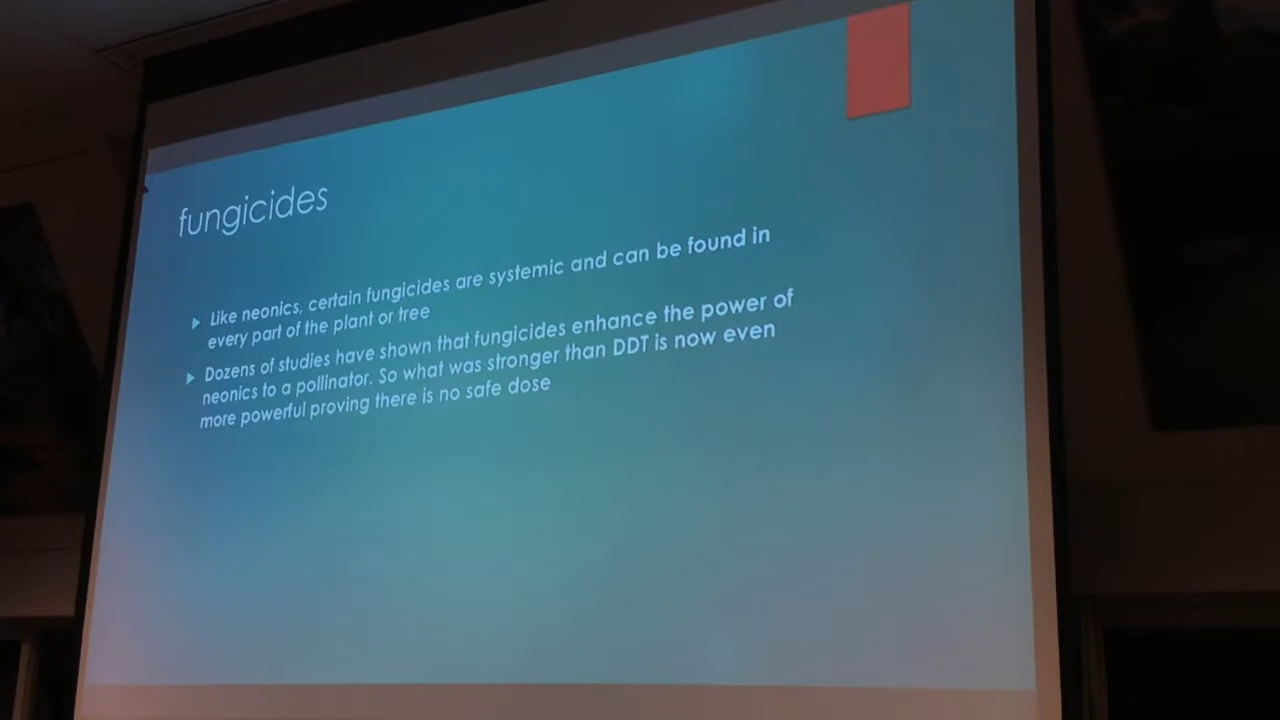 fungicides
Like neonics, certain fungicides are systemic and can be found in
every part of the plant or tree
Dozens of studies have shown that fungicides enhance the power of
neonics to a pollinator. So what was stronger than DDT is now even
more powerful proving there is no safe dose